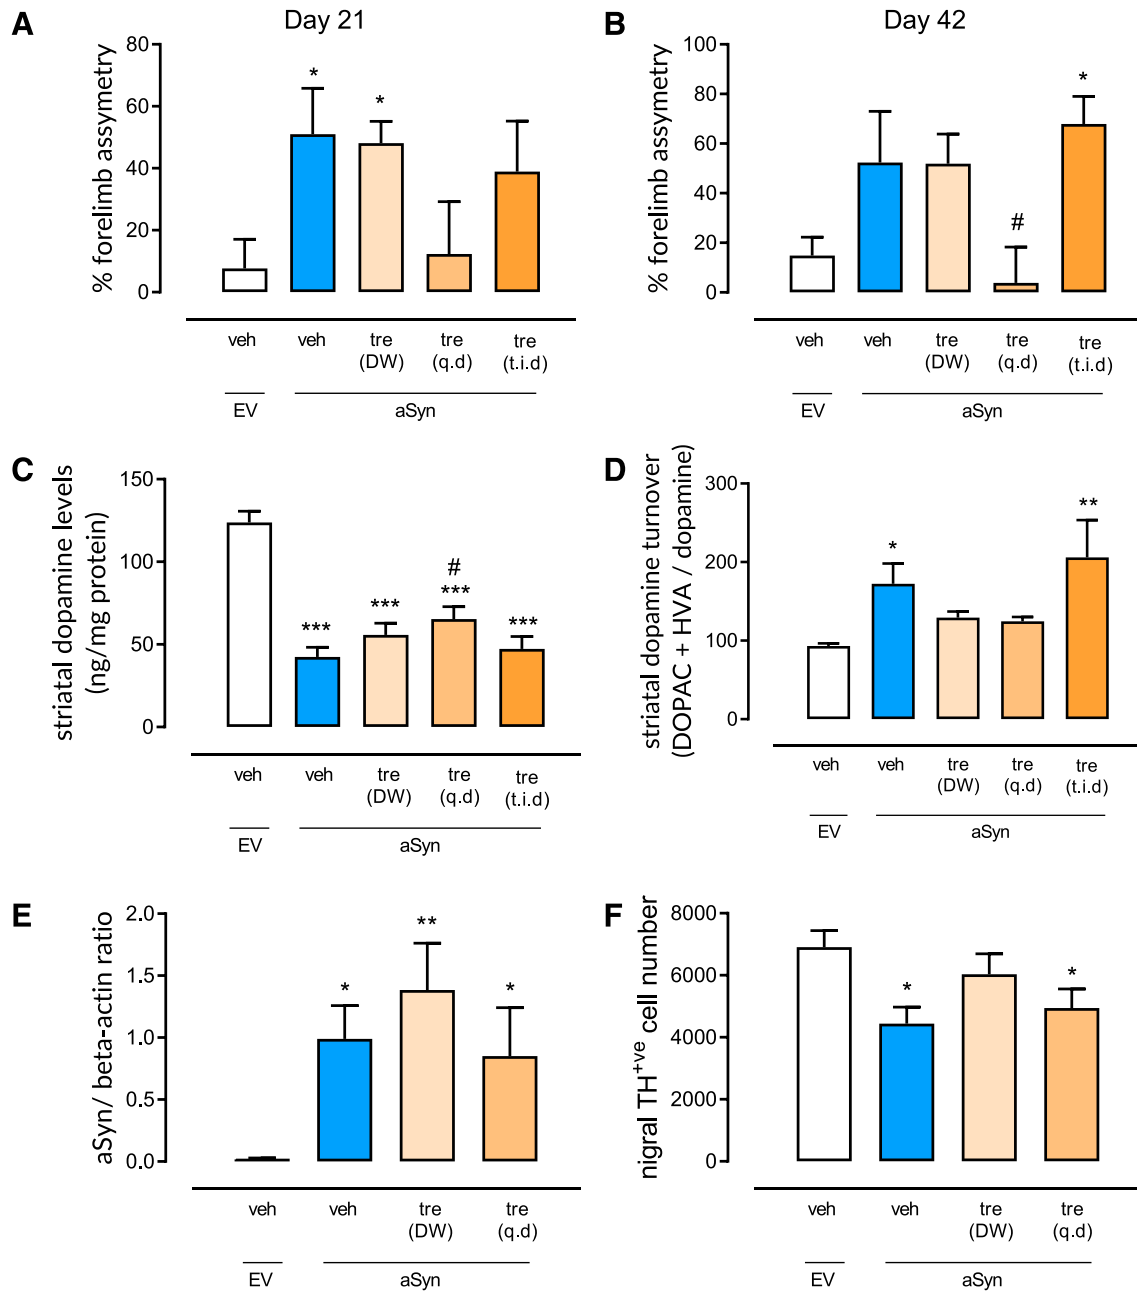 A
Day 21
% forelimb assymetry
80
60
40
20
0
*
*
veh
veh
tre
(DW)
tre
(q.d)
tre
(t.i.d)
EV
aSyn
B
Day 42
% forelimb assymetry
100
80
60
40
20
0
#
*
veh
veh
tre
(DW)
tre
(q.d)
tre
(t.i.d)
EV
aSyn
C
striatal dopamine levels
(ng/mg protein)
150
100
50
0
***
***
#
***
***
veh
veh
tre
(DW)
tre
(q.d)
tre
(t.i.d)
EV
aSyn
D
striatal dopamine turnover
(DOPAC + HVA / dopamine)
300
200
100
0
*
**
veh
veh
tre
(DW)
tre
(q.d)
tre
(t.i.d)
EV
aSyn
E
aSyn/ beta-actin ratio
2.0
1.5
1.0
0.5
0.0
*
**
*
veh
veh
tre
(DW)
tre
(q.d)
EV
aSyn
F
nigral TH+ve cell number
8000
6000
4000
2000
0
*
*
veh
veh
tre
(DW)
tre
(q.d)
EV
aSyn